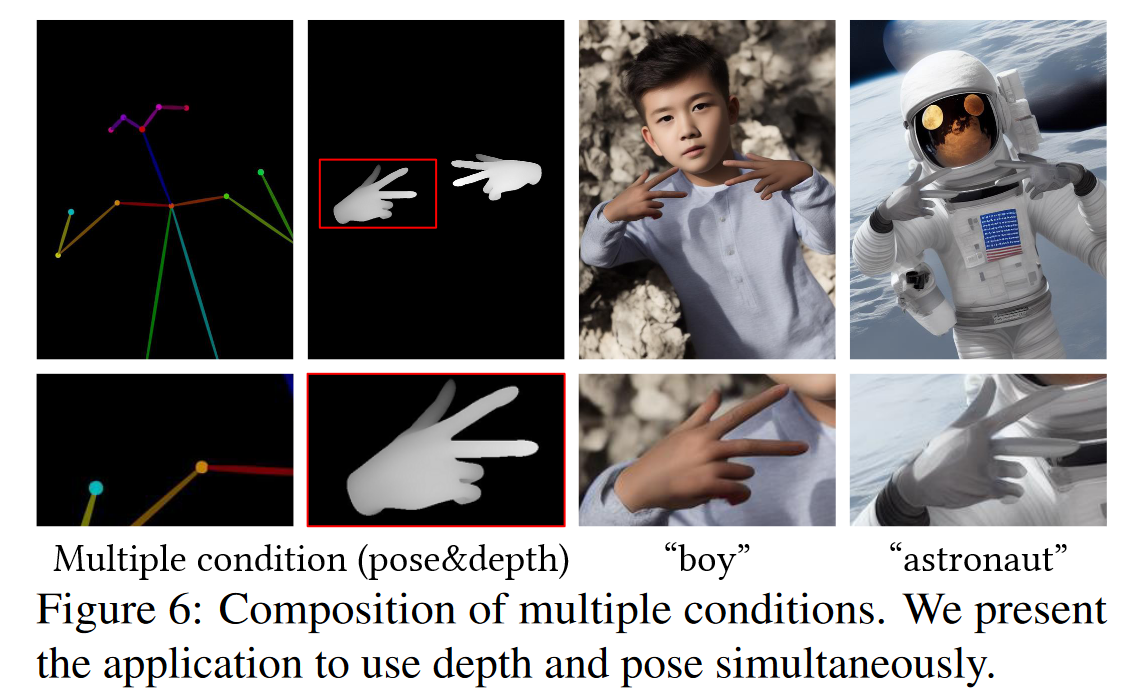 Multiple condition (pose&depth)
“boy”
“astronaut”
Figure 6: Composition of multiple conditions. We present
the application to use depth and pose simultaneously.